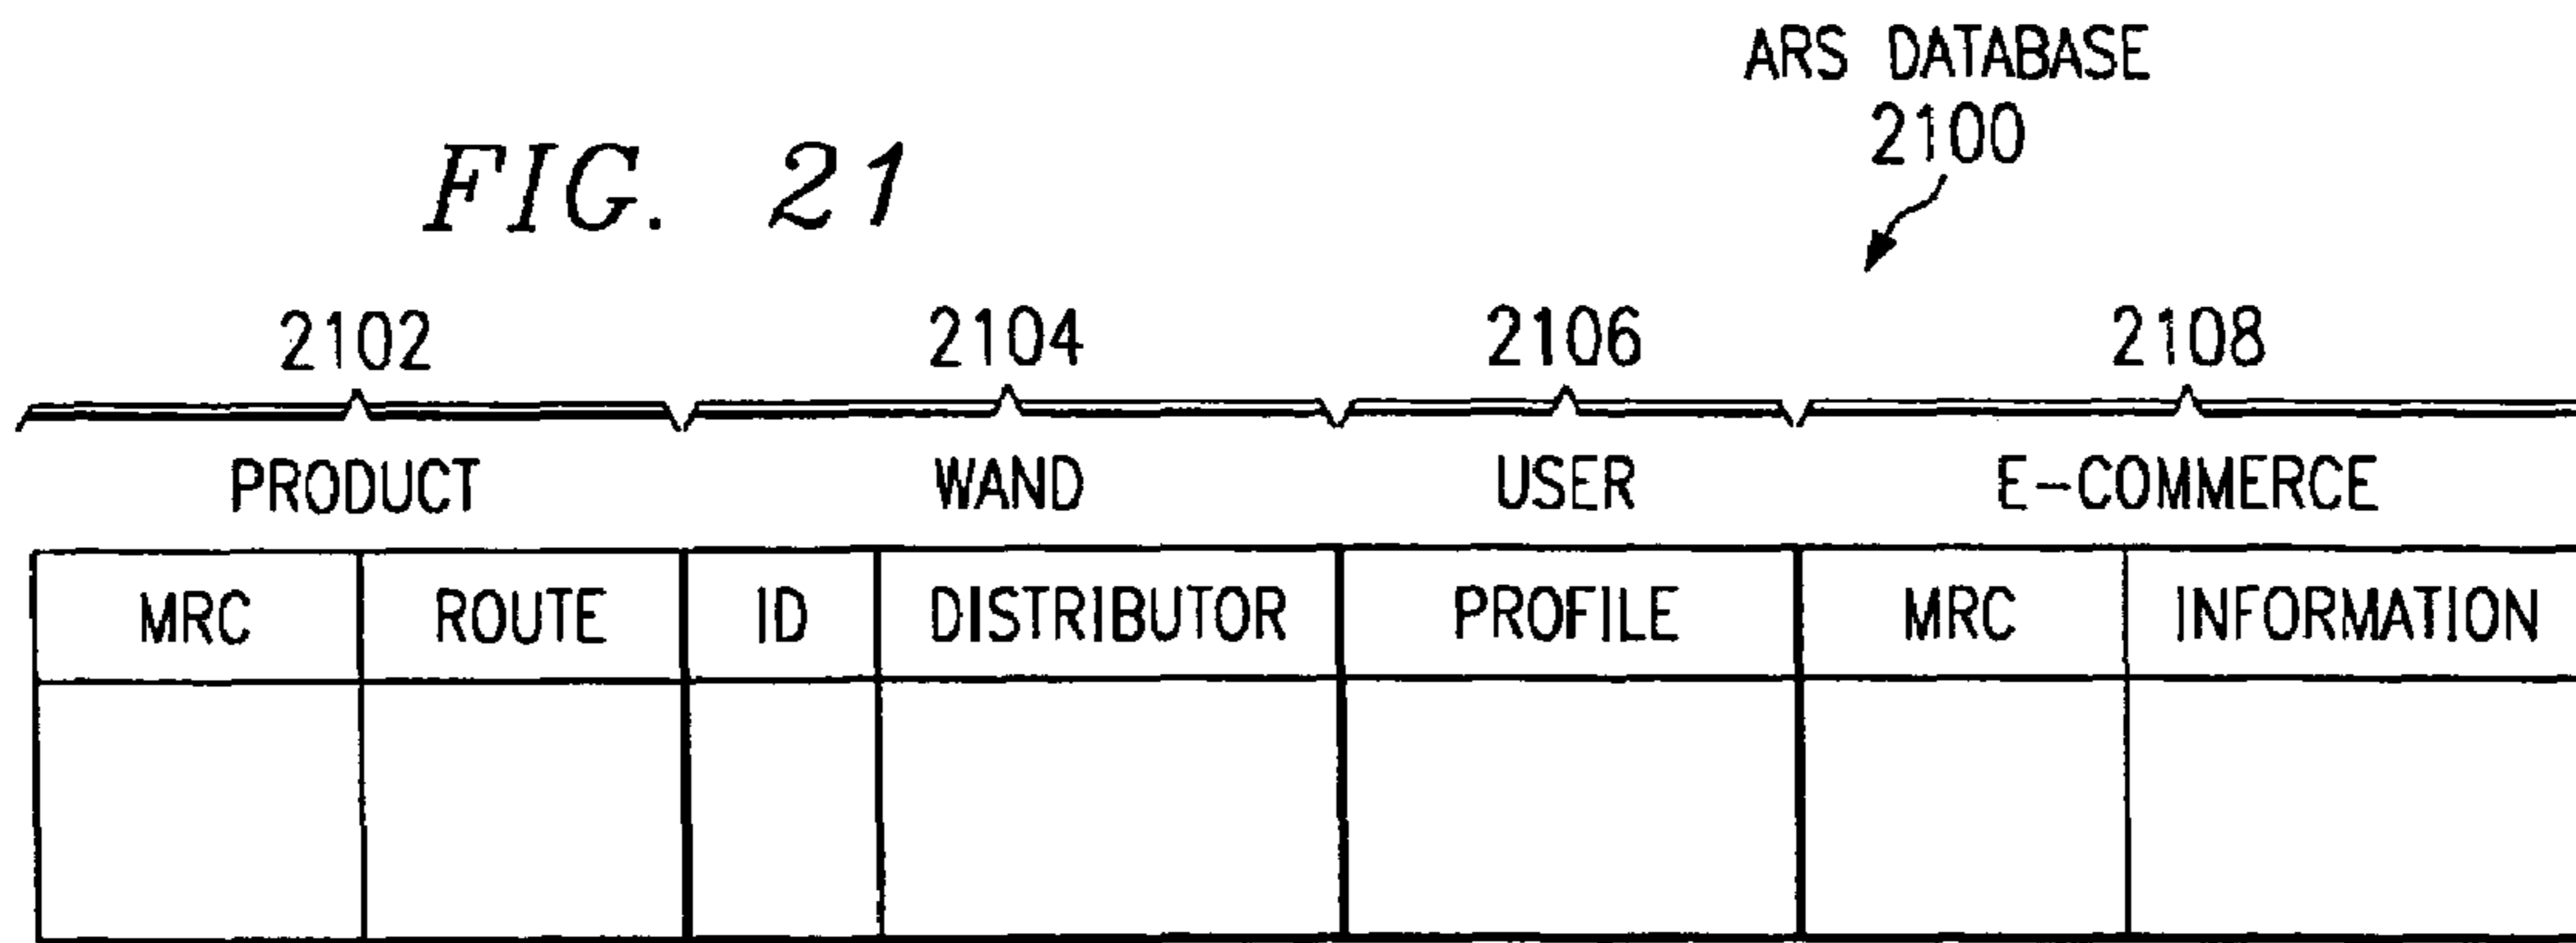 ARS DATABASE
2100
FIG. 21
2102 2104 2106 2108
PRODUCT WAND USER E-COMMERCE
MRC ROUTE ID DISTRIBUTOR PROFILE MRC INFORMATION